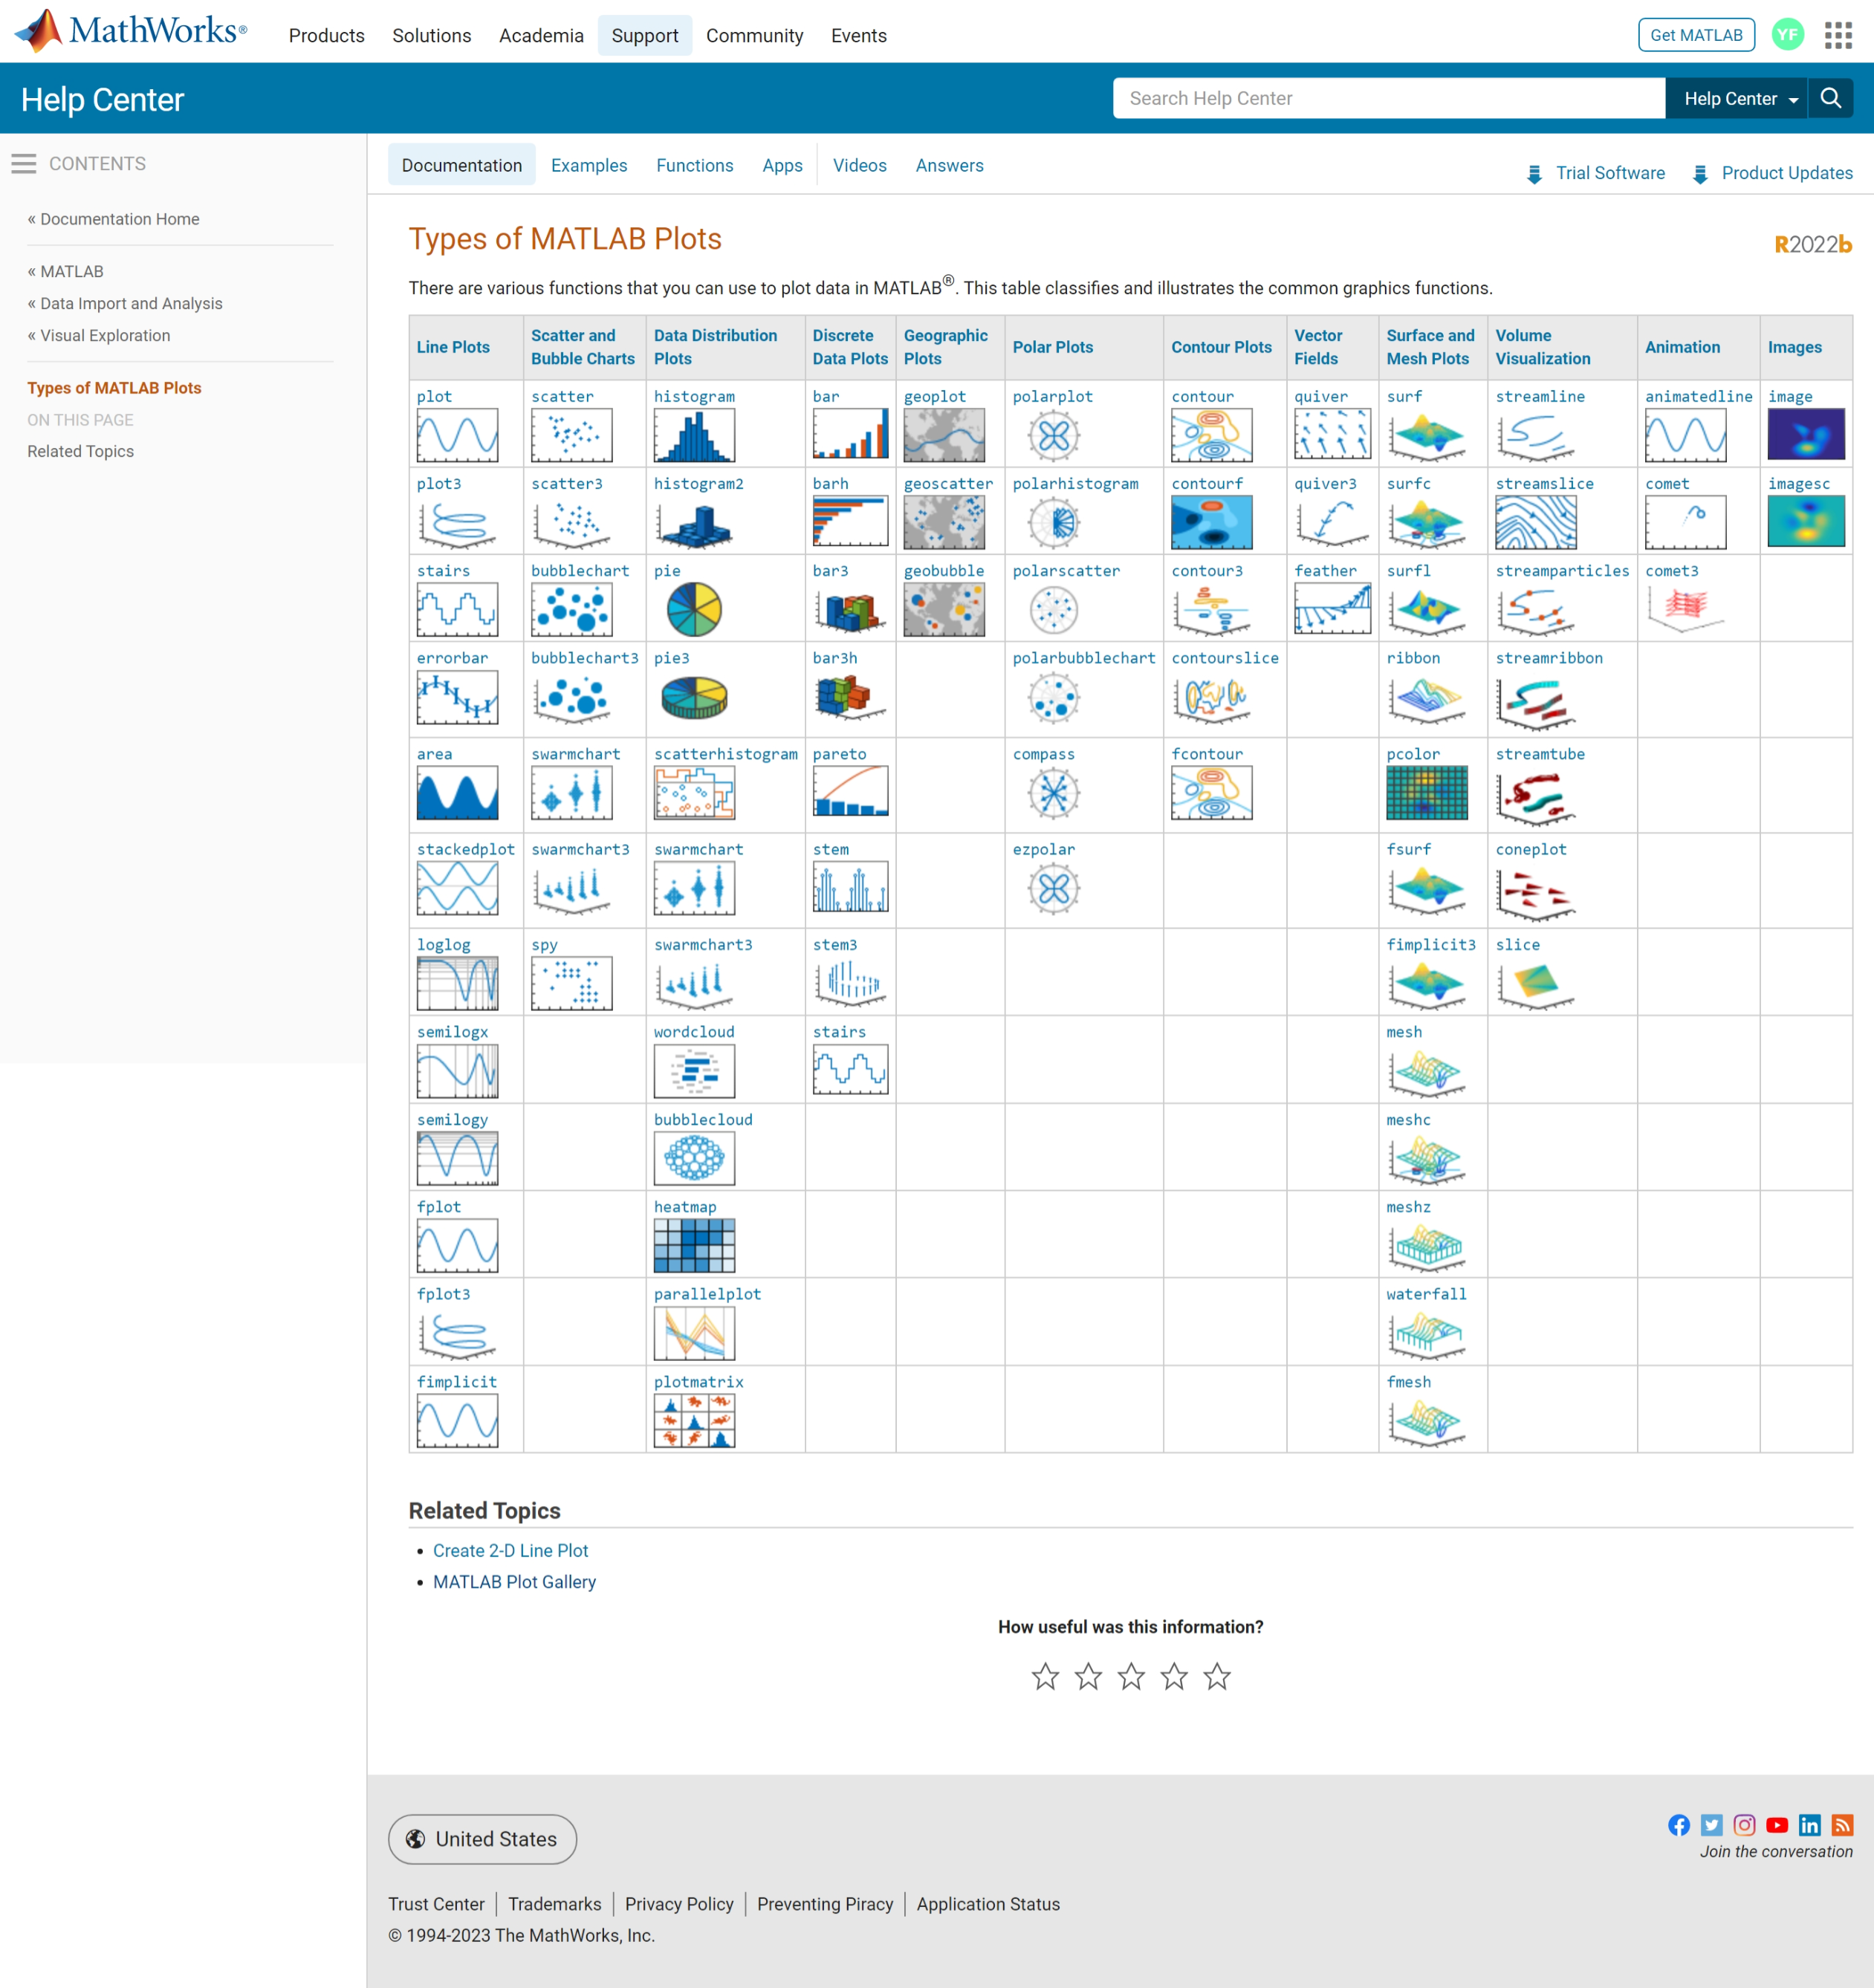 MathWorks®
Products Solutions Academia Support Community Events
Get MATLAB YF
Help Center
Search Help Center Help Center
CONTENTS
« Documentation Home
« MATLAB
« Data Import and Analysis
« Visual Exploration
Types of MATLAB Plots
ON THIS PAGE
Related Topics
Documentation Examples Functions Apps Videos Answers
Trial Software Product Updates
Types of MATLAB Plots
R2022b
There are various functions that you can use to plot data in MATLAB®. This table classifies and illustrates the common graphics functions.
Line Plots Scatter and Bubble Charts Data Distribution Plots Discrete Data Plots Geographic Plots Polar Plots Contour Plots Vector Fields Surface and Mesh Plots Volume Visualization Animation Images
plot scatter histogram bar geoplot polarplot contour quiver surf streamline animatedline image
plot3 scatter3 histogram2 barh geoscatter polarhistogram contourf quiver3 surfc streamslice comet imagesc
stairs bubblechart pie bar3 geobubble polarscatter contour3 feather surfl streamparticles comet3
errorbar bubblechart3 pie3 bar3h polarbubblechart contourslice ribbon streamribbon
area swarmchart scatterhistogram pareto compass fcontour pcolor streamtube
stackedplot swarmchart3 swarmchart stem ezpolar fsurf coneplot
loglog spy swarmchart3 stem3 fimplicit3 slice
semilogx wordcloud stairs mesh
semilogy bubblecloud meshc
fplot heatmap meshz
fplot3 parallelplot waterfall
fimplicit plotmatrix fmesh
Related Topics
• Create 2-D Line Plot
• MATLAB Plot Gallery
How useful was this information?
United States
Join the conversation
Trust Center Trademarks Privacy Policy Preventing Piracy Application Status
© 1994-2023 The MathWorks, Inc.